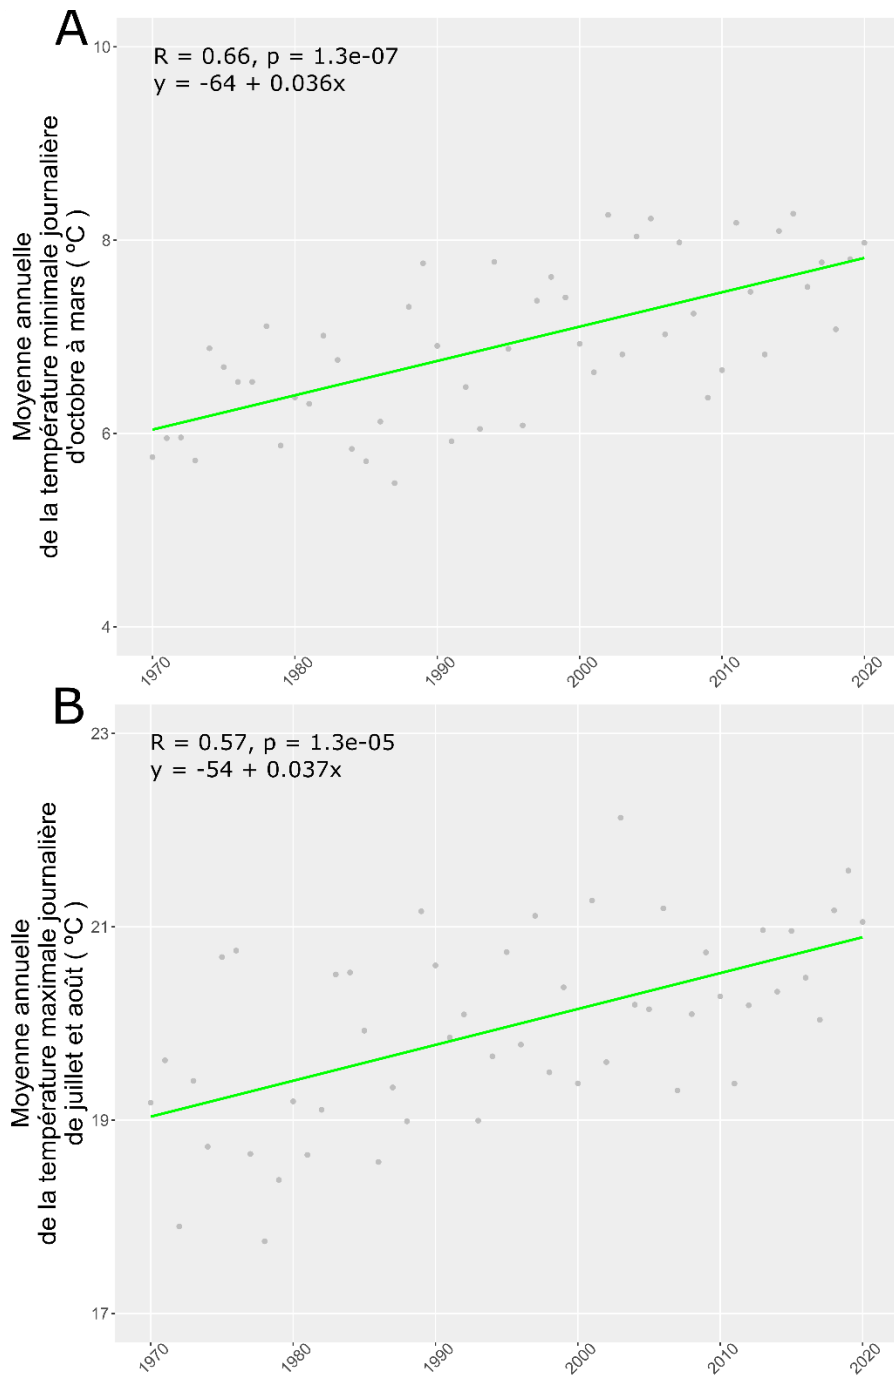 A
R = 0.66, p = 1.3e-07
y = -64 + 0.036x
Moyenne annuelle
de la température minimale journalière
d'octobre à mars ( ºC )
10
8
6
4
1970
1980
1990
2000
2010
2020
B
R = 0.57, p = 1.3e-05
y = -54 + 0.037x
Moyenne annuelle
de la température maximale journalière
de juillet et août ( ºC )
23
21
19
17
1970
1980
1990
2000
2010
2020